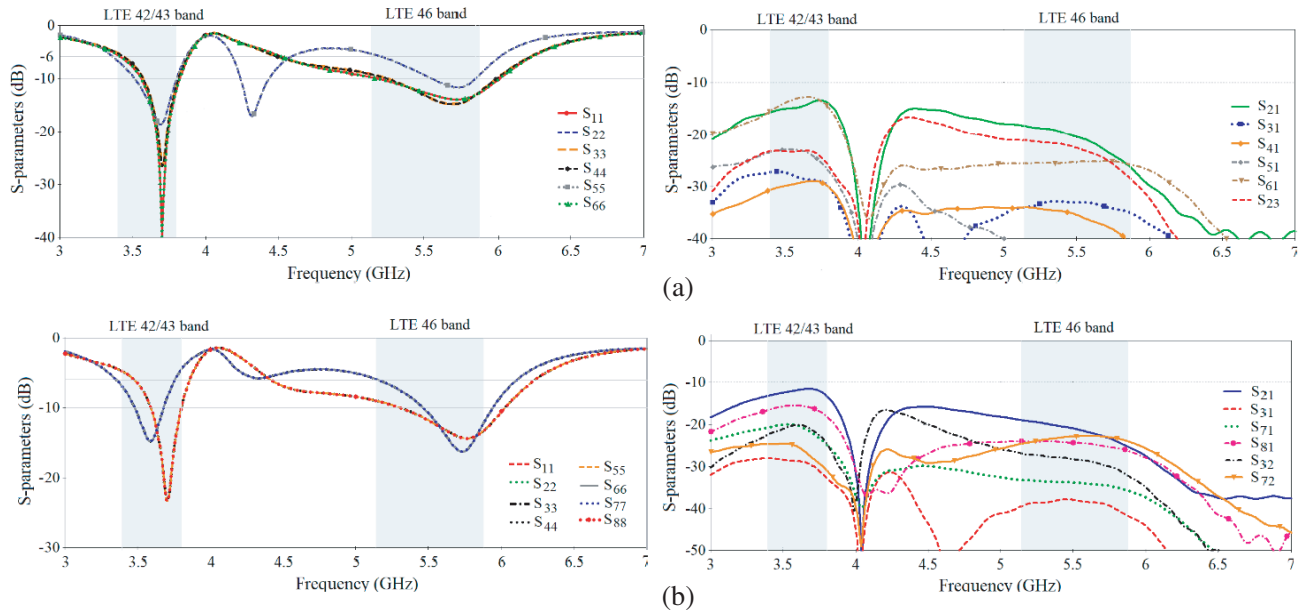 LTE 42/43 band
LTE 46 band
0
-6
-10
-20
-30
-40
S-parameters (dB)
3
4
4.5
5
5.5
6
7
Frequency (GHz)
S11
S22
S33
S44
S55
S66
LTE 42/43 band
LTE 46 band
0
-10
-20
-30
-40
S-parameters (dB)
3
3.5
4
4.5
5
5.5
6
6.5
7
Frequency (GHz)
S21
S31
S41
S51
S61
S23
(a)
LTE 42/43 band
LTE 46 band
0
-10
-20
-30
S-parameters (dB)
3
3.5
4
4.5
5
5.5
6
6.5
7
Frequency (GHz)
S11
S22
S33
S44
S55
S66
S77
S88
LTE 42/43 band
LTE 46 band
0
-10
-20
-30
-40
-50
S-parameters (dB)
3
3.5
4
4.5
5
5.5
6
6.5
7
Frequency (GHz)
S21
S31
S71
S81
S32
S72
(b)